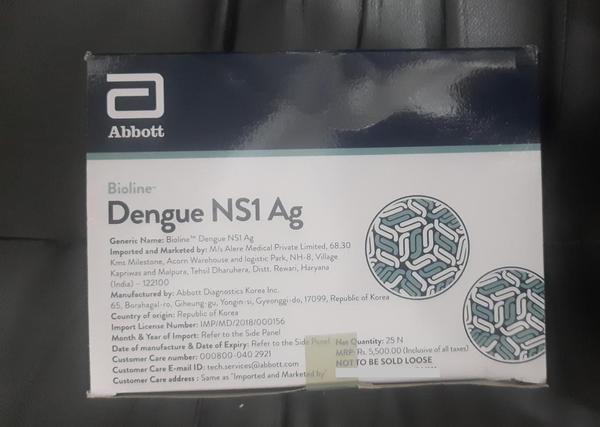 Abbott
Bioline™
Dengue NS1 Ag
Generic Name: Bioline™ Dengue NS1 Ag
Imported and Marketed by: M/s Alere Medical Private Limited, 68.30
Kms Milestone, Acorn Warehouse and logistic Park, NH-8, Village
Kapriwas and Malpura, Tehsil Dharuhera, Distt. Rewari, Haryana
(India) – 122100
Manufactured by: Abbott Diagnostics Korea Inc.
65, Borahagal-ro, Giheung-gu, Yongin-si, Gyeonggi-do, 17099, Republic of Korea
Country of origin: Republic of Korea
Import License Number: IMP/MD/2018/000156
Month & Year of Import: Refer to the Side Panel
Date of manufacture & Date of Expiry: Refer to the Side Panel
Customer Care number: 000800-040 2921
Customer Care E-mail ID: tech.services@abbott.com
Customer Care address : Same as "Imported and Marketed by"
Net Quantity: 25 N
MRP: Rs. 5,500.00 (Inclusive of all taxes)
NOT TO BE SOLD LOOSE